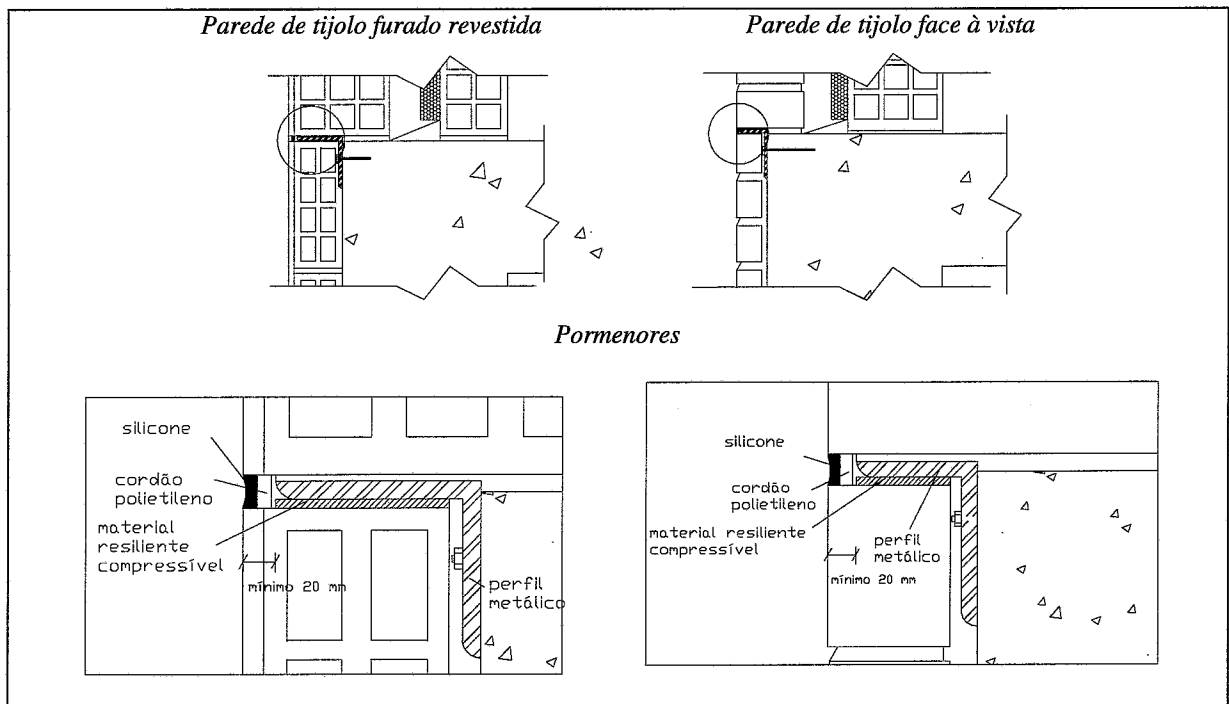 Parede de tijolo furado revestida
Parede de tijolo face à vista
Pormenores
silicone
cordão
polietileno
material
resiliente
compressível
mínimo 20 mm
perfil
metálico
silicone
cordão
polietileno
material resiliente
compressível
perfil
metálico
mínimo 20 mm